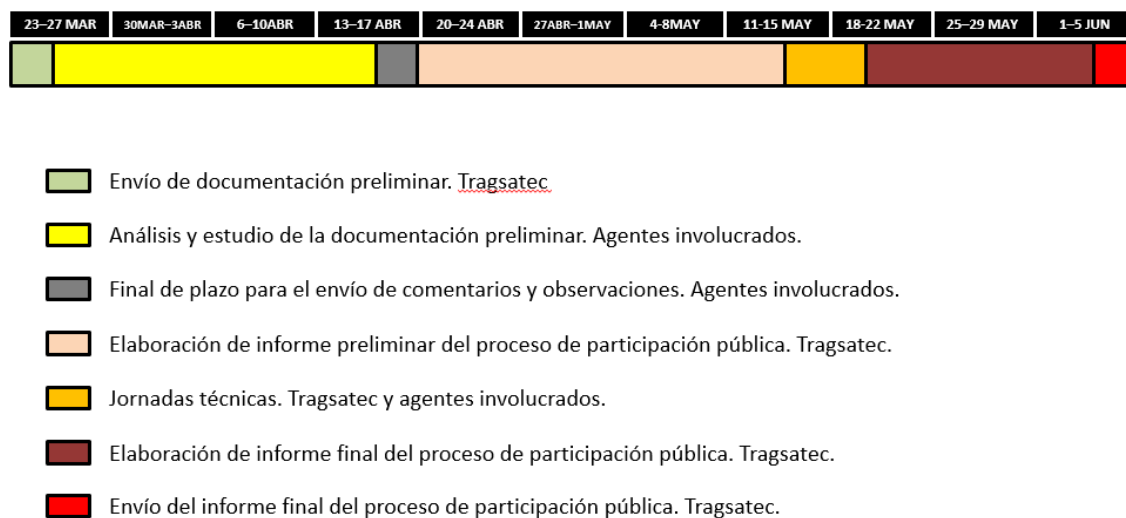 23–27 MAR 30MAR–3ABR 6–10ABR 13–17 ABR 20–24 ABR 27ABR–1MAY 4-8MAY 11-15 MAY 18-22 MAY 25–29 MAY 1–5 JUN
Envío de documentación preliminar. Tragsatec
Análisis y estudio de la documentación preliminar. Agentes involucrados.
Final de plazo para el envío de comentarios y observaciones. Agentes involucrados.
Elaboración de informe preliminar del proceso de participación pública. Tragsatec.
Jornadas técnicas. Tragsatec y agentes involucrados.
Elaboración de informe final del proceso de participación pública. Tragsatec.
Envío del informe final del proceso de participación pública. Tragsatec.